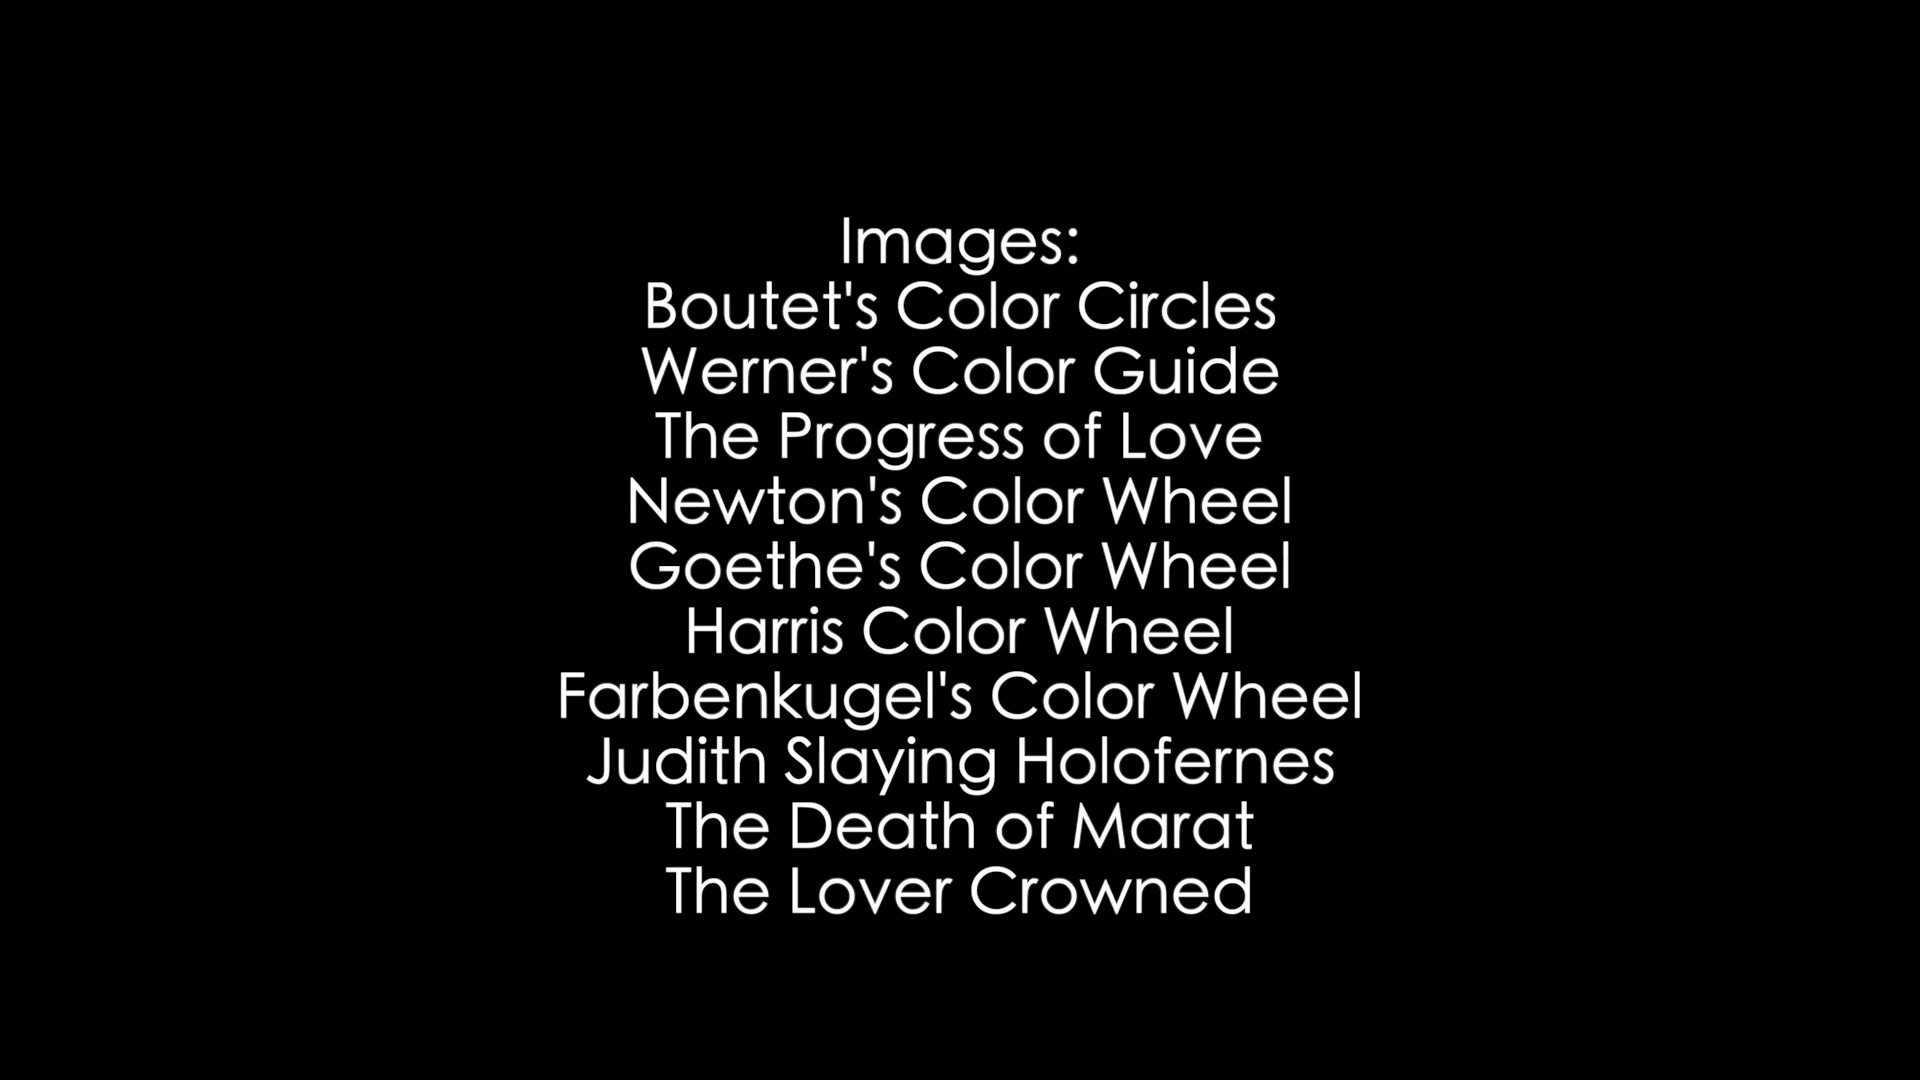 Images:
Boutet's Color Circles
Werner's Color Guide
The Progress of Love
Newton's Color Wheel
Goethe's Color Wheel
Harris Color Wheel
Farbenkugel's Color Wheel
Judith Slaying Holofernes
The Death of Marat
The Lover Crowned